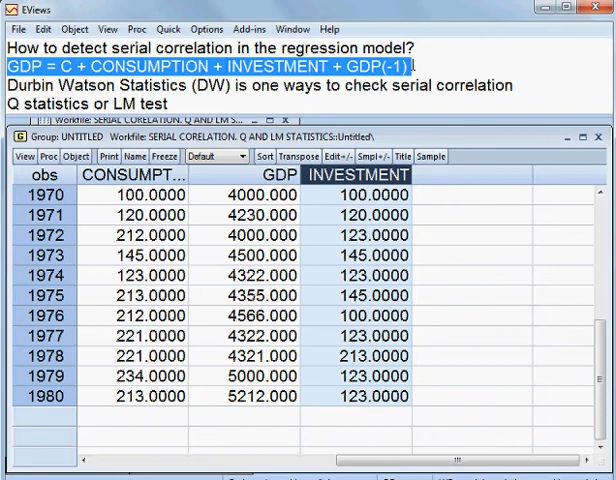 EViews
File Edit Object View Proc Quick Options Add-ins Window Help
How to detect serial correlation in the regression model?
GDP = C + CONSUMPTION + INVESTMENT + GDP(-1)
Durbin Watson Statistics (DW) is one ways to check serial correlation
Q statistics or LM test
Workfile: SERIAL CORELATION. Q AND LM STATISTICS
G Group: UNTITLED Workfile: SERIAL CORELATION. Q AND LM STATISTICS::Untitled\
View Proc Object Print Name Freeze Default Sort Transpose Edit+/- Smpl+/- Title Sample
obs CONSUMPT... GDP INVESTMENT
1970 100.0000 4000.000 100.0000
1971 120.0000 4230.000 120.0000
1972 212.0000 4000.000 123.0000
1973 145.0000 4500.000 145.0000
1974 123.0000 4322.000 123.0000
1975 213.0000 4355.000 145.0000
1976 212.0000 4566.000 100.0000
1977 221.0000 4322.000 123.0000
1978 221.0000 4321.000 213.0000
1979 234.0000 5000.000 123.0000
1980 213.0000 5212.000 123.0000